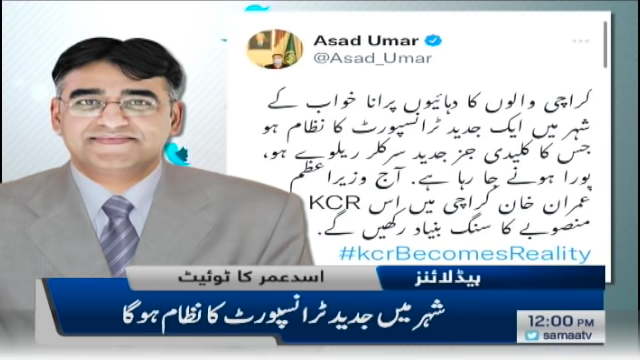 Asad Umar
@Asad_Umar
کراچی والوں کا دہائیوں پرانا خواب کے
شہر میں ایک جدید ٹرانسپورٹ کا نظام ہو
جس کا کلیدی جز جدید سرکلر ریلوے ہو،
پورا ہونے جا رہا ہے. آج وزیراعظم
عمران خان کراچی میں اس KCR
منصوبے کا سنگ بنیاد رکھیں گے.
#kcrBecomesReality
ہیڈلائنز
اسدعمر کا ٹوئیٹ
شہر میں جدید ٹرانسپورٹ کا نظام ہوگا
12:00 PM
samaatv